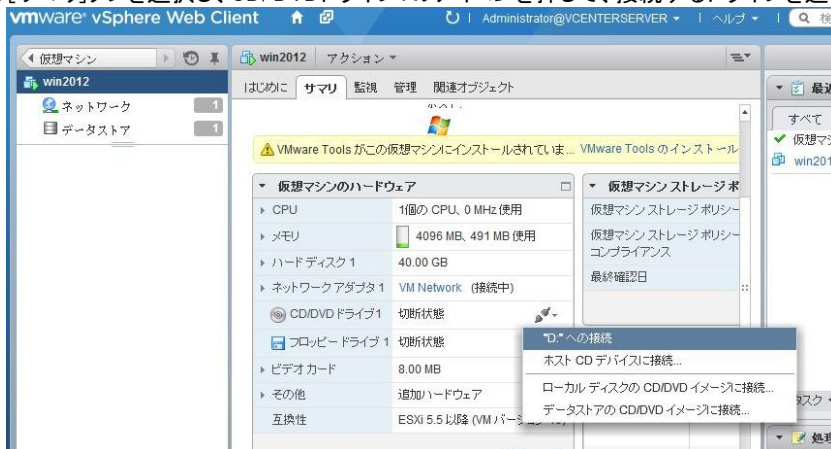 vmware® vSphere Web Client
Administrator@VCENTERSERVER
ヘルプ
仮想マシン
win2012
ネットワーク 1
データストア 1
win2012 アクション
はじめに サマリ 監視 管理 関連オブジェクト
VMware Tools がこの仮想マシンにインストールされていま... VMware Tools のインストール
仮想マシンのハードウェア
CPU 1個の CPU、0 MHz 使用
メモリ 4096 MB、491 MB 使用
ハード ディスク 1 40.00 GB
ネットワーク アダプタ 1 VM Network (接続中)
CD/DVD ドライブ1 切断状態
フロッピー ドライブ 1 切断状態
ビデオ カード 8.00 MB
その他 追加ハードウェア
互換性 ESXi 5.5 以降 (VM バージ
仮想マシン ストレージ ポ
仮想マシン ストレージ ポリシー
仮想マシン ストレージ ポリシー
コンプライアンス
最終確認日
"D:" への接続
ホスト CD デバイスに接続...
ローカル ディスクの CD/DVD イメージに接続...
データストアの CD/DVD イメージに接続...
最近
すべて
仮想マシ
win201
タスク
処理